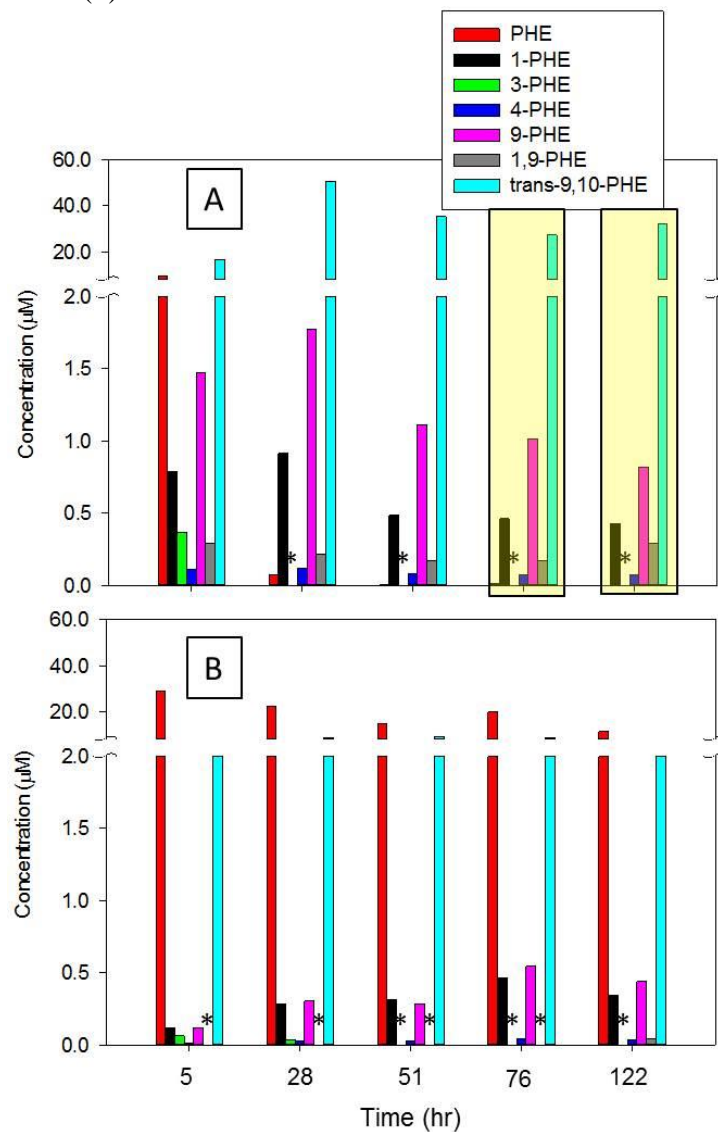 PHE
1-PHE
3-PHE
4-PHE
9-PHE
1,9-PHE
trans-9,10-PHE
A
60.0
40.0
20.0
2.0
1.5
1.0
0.5
0.0
Concentration (µM)
* * * *
B
60.0
40.0
20.0
2.0
1.5
1.0
0.5
0.0
Concentration (µM)
* * * * * * *
5 28 51 76 122
Time (hr)